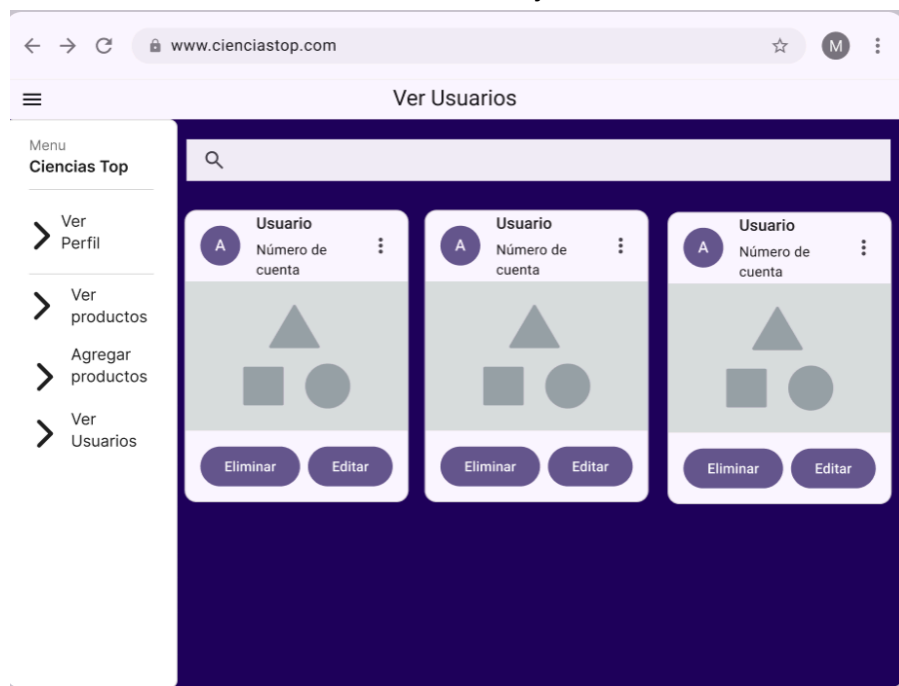 www.cienciastop.com
M
Ver Usuarios
Menu
Ciencias Top
Ver
Perfil
Ver
productos
Agregar
productos
Ver
Usuarios
A
Usuario
Número de
cuenta
Eliminar
Editar
A
Usuario
Número de
cuenta
Eliminar
Editar
A
Usuario
Número de
cuenta
Eliminar
Editar